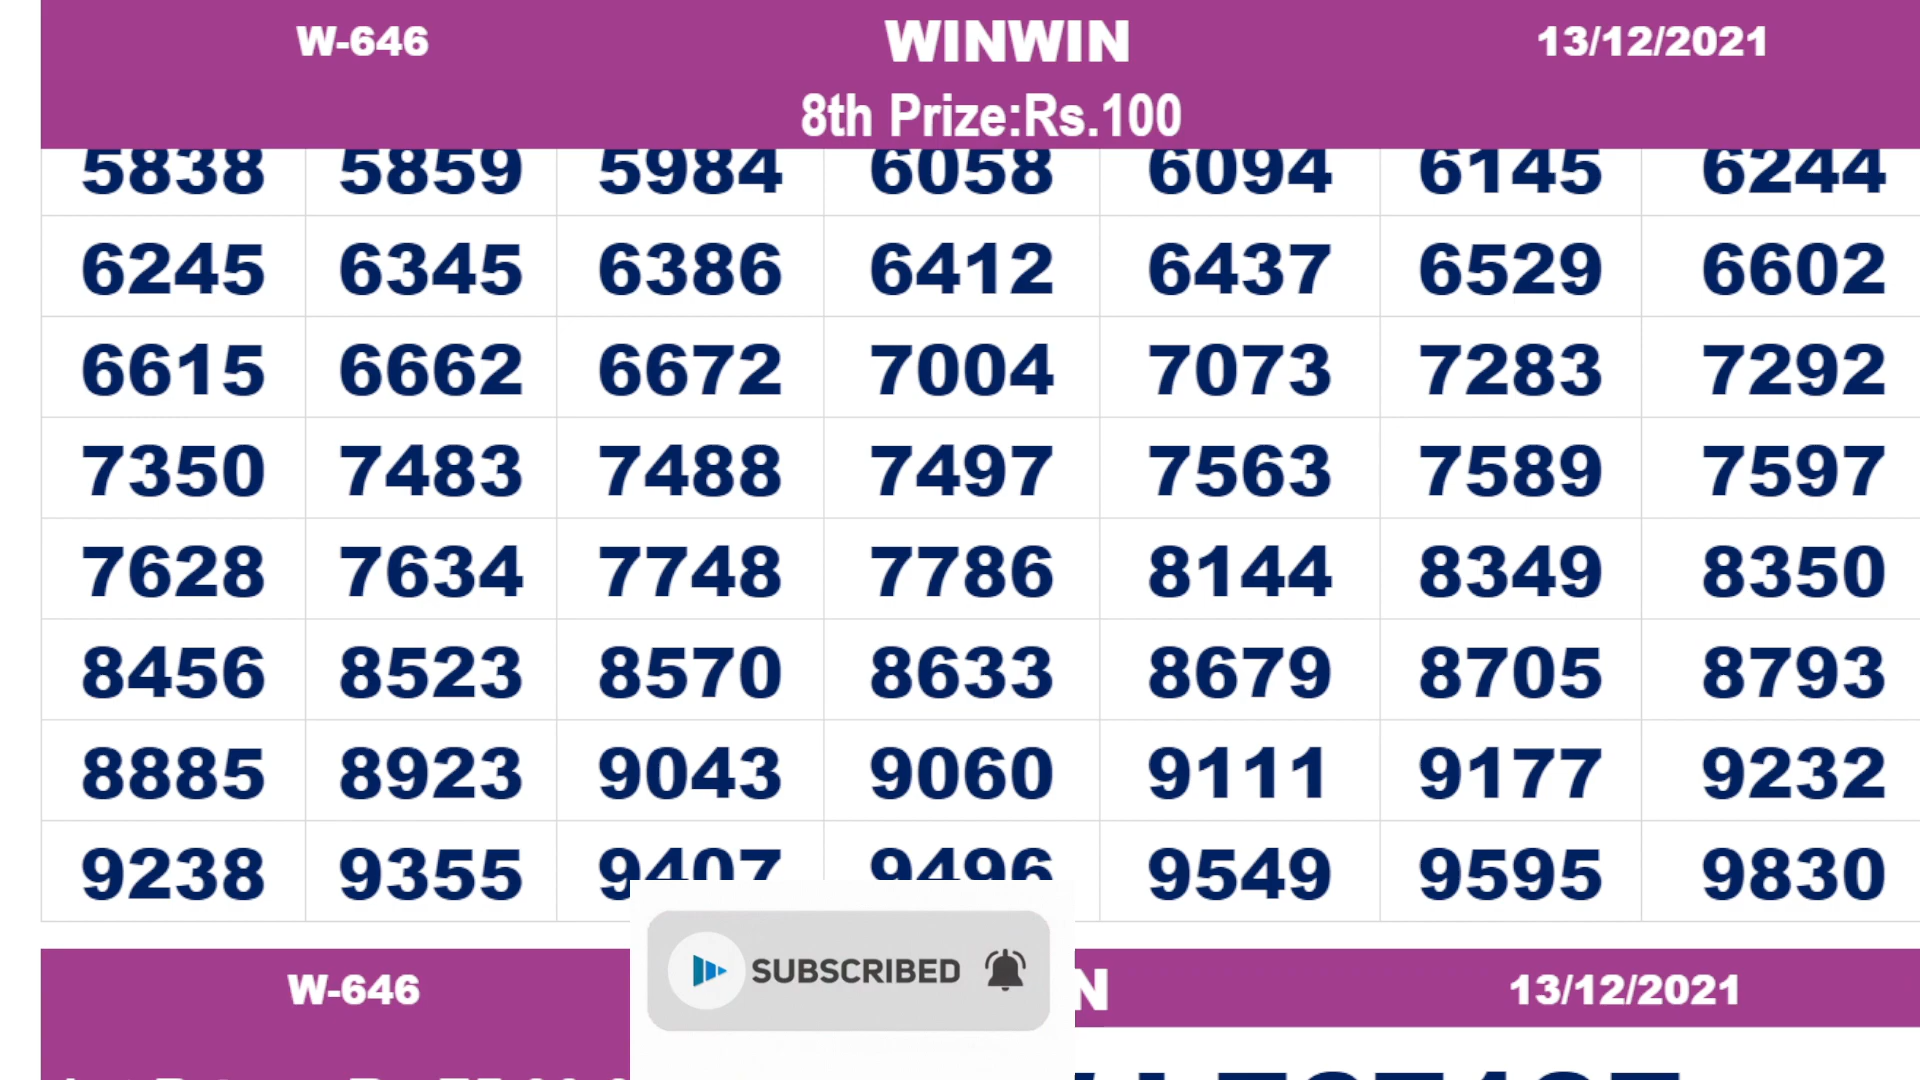 W-646 WINWIN 13/12/2021
8th Prize:Rs.100
5838 5859 5984 6058 6094 6145 6244
6245 6345 6386 6412 6437 6529 6602
6615 6662 6672 7004 7073 7283 7292
7350 7483 7488 7497 7563 7589 7597
7628 7634 7748 7786 8144 8349 8350
8456 8523 8570 8633 8679 8705 8793
8885 8923 9043 9060 9111 9177 9232
9238 9355 9407 9496 9549 9595 9830
SUBSCRIBED
W-646 N 13/12/2021